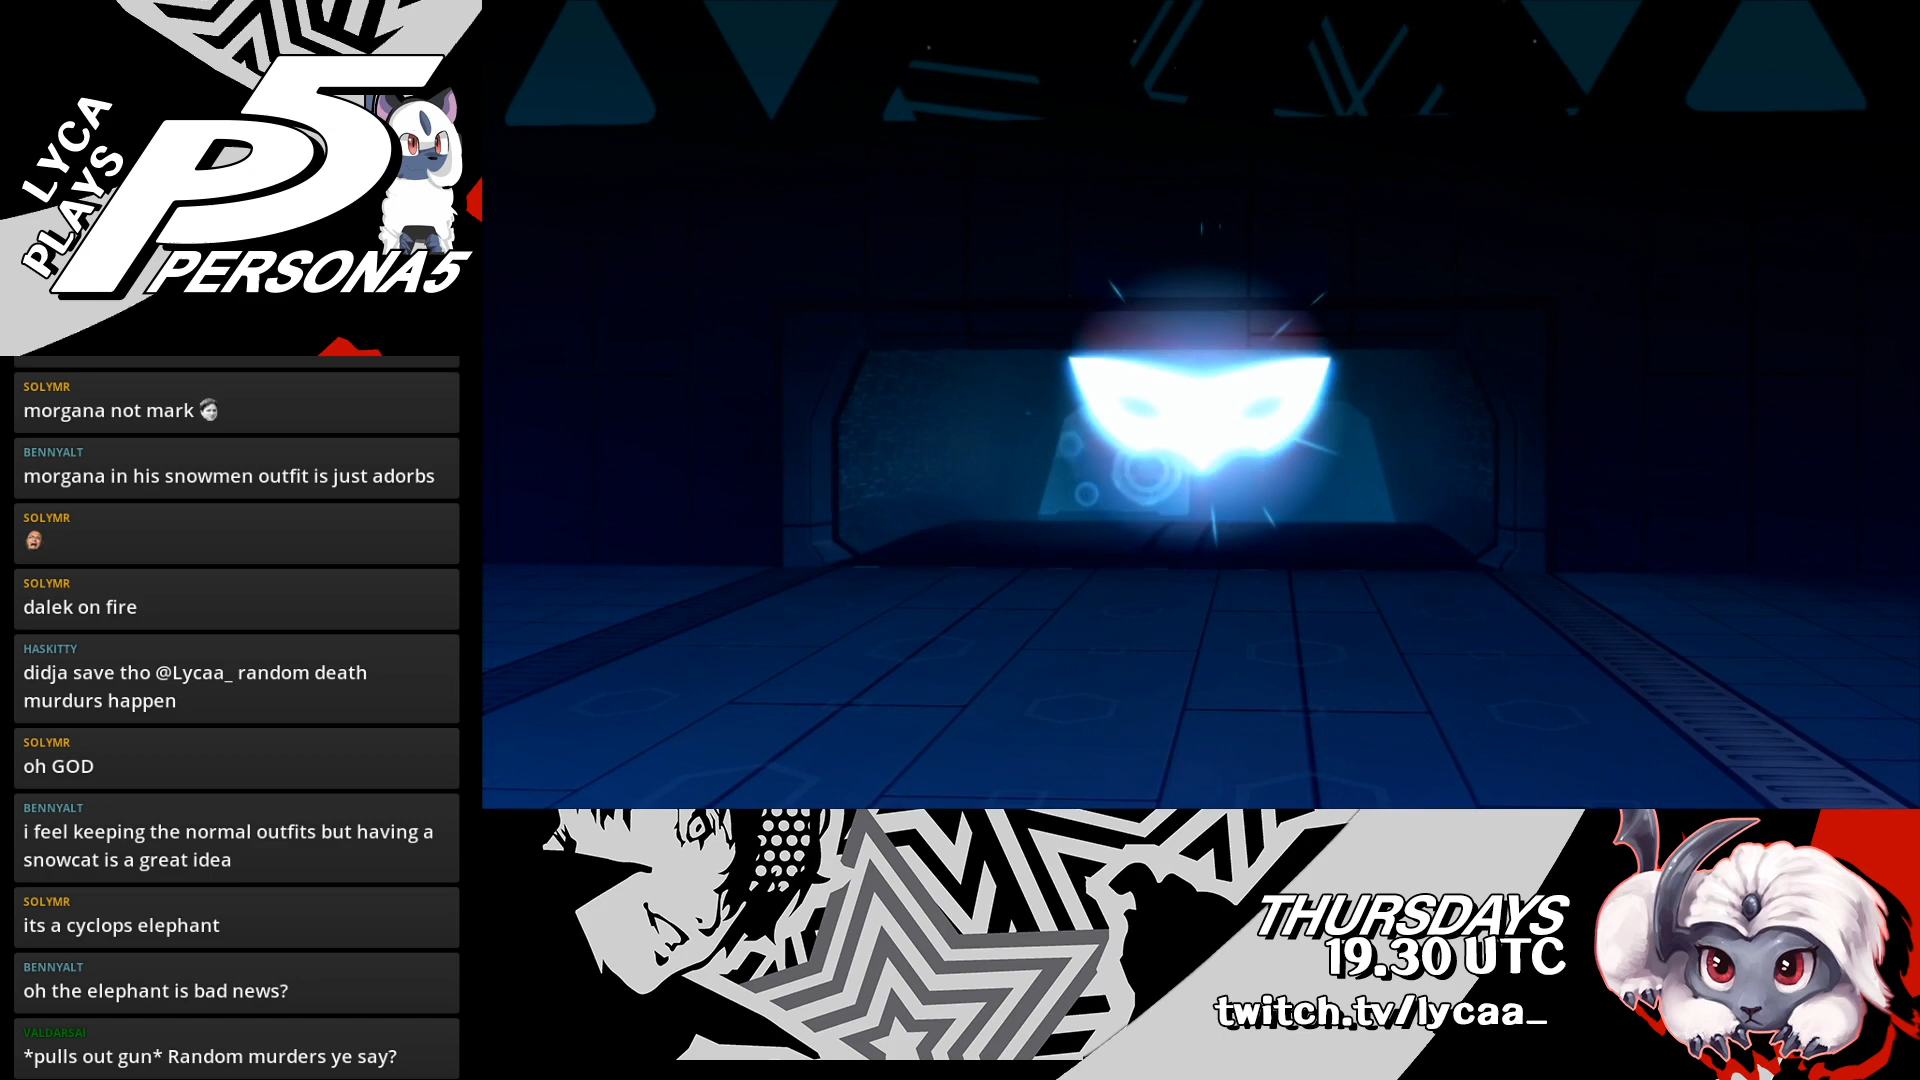 LYCA
PLAYS
P5
PERSONA5
SOLYMR
morgana not mark
BENNYALT
morgana in his snowmen outfit is just adorbs
SOLYMR
SOLYMR
dalek on fire
HASKITTY
didja save tho @Lycaa_ random death
murdurs happen
SOLYMR
oh GOD
BENNYALT
i feel keeping the normal outfits but having a
snowcat is a great idea
SOLYMR
its a cyclops elephant
BENNYALT
oh the elephant is bad news?
VALDARSAI
*pulls out gun* Random murders ye say?
THURSDAYS
19.30 UTC
twitch.tv/lycaa_